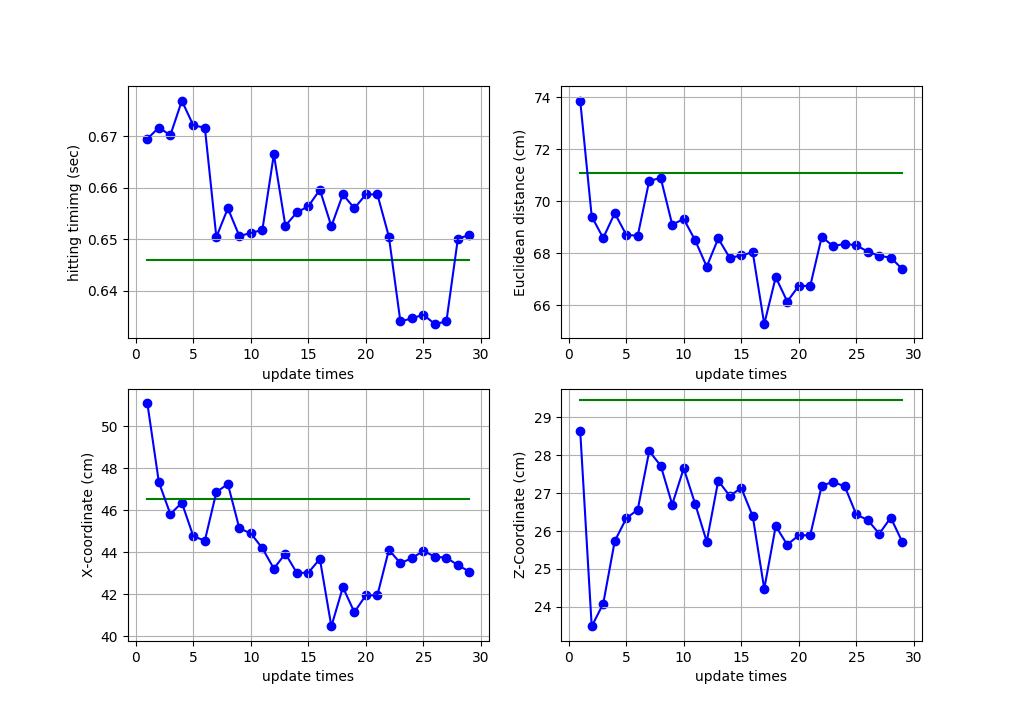 hitting timimg (sec)
0.67
0.66
0.65
0.64
0 5 10 15 20 25 30
update times
Euclidean distance (cm)
74
72
70
68
66
0 5 10 15 20 25 30
update times
X-coordinate (cm)
50
48
46
44
42
40
0 5 10 15 20 25 30
update times
Z-Coordinate (cm)
29
28
27
26
25
24
0 5 10 15 20 25 30
update times